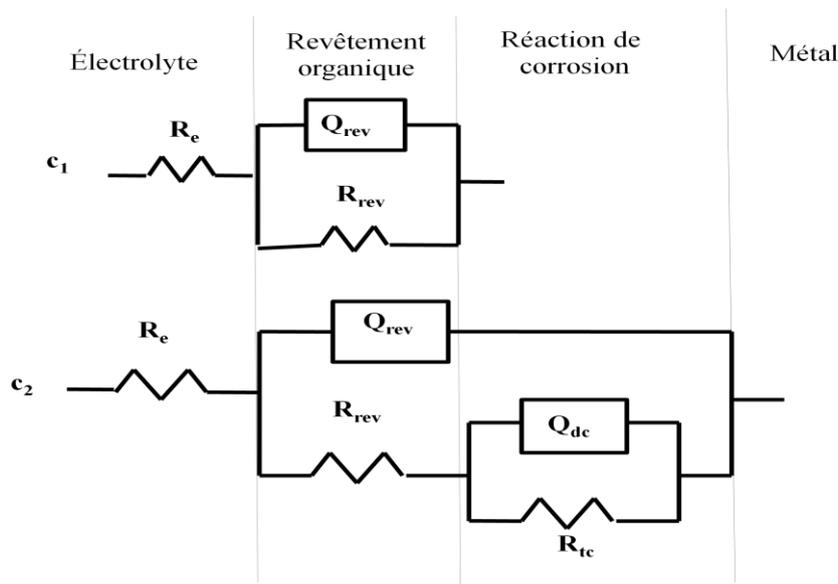 Électrolyte
Revêtement
organique
Réaction de
corrosion
Métal
c1
Re
Qrev
Rrev
c2
Re
Qrev
Rrev
Qdc
Rtc